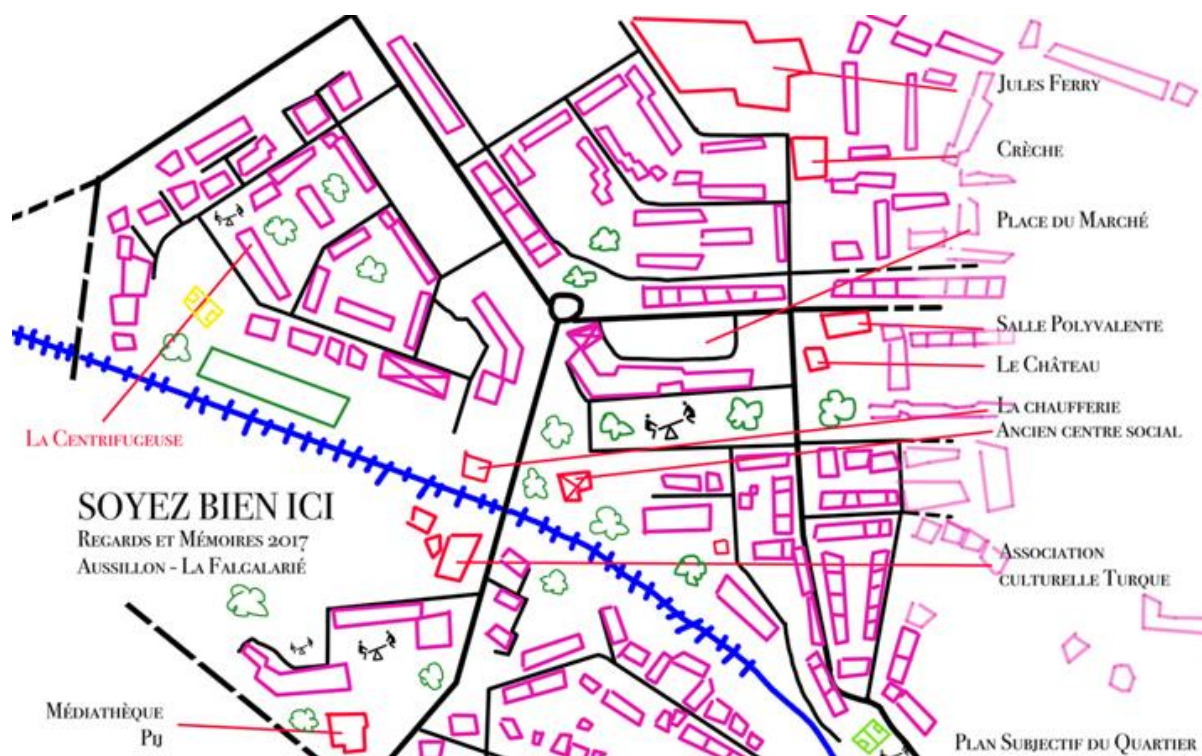 Jules Ferry
Crèche
Place du Marché
Salle Polyvalente
Le Château
La chaufferie
Ancien centre social
La Centrifugeuse
SOYEZ BIEN ICI
Regards et Mémoires 2017
Aussillon - La Falgalarié
Association
culturelle Turque
Médiathèque
Pij
Plan Subjectif du Quartier